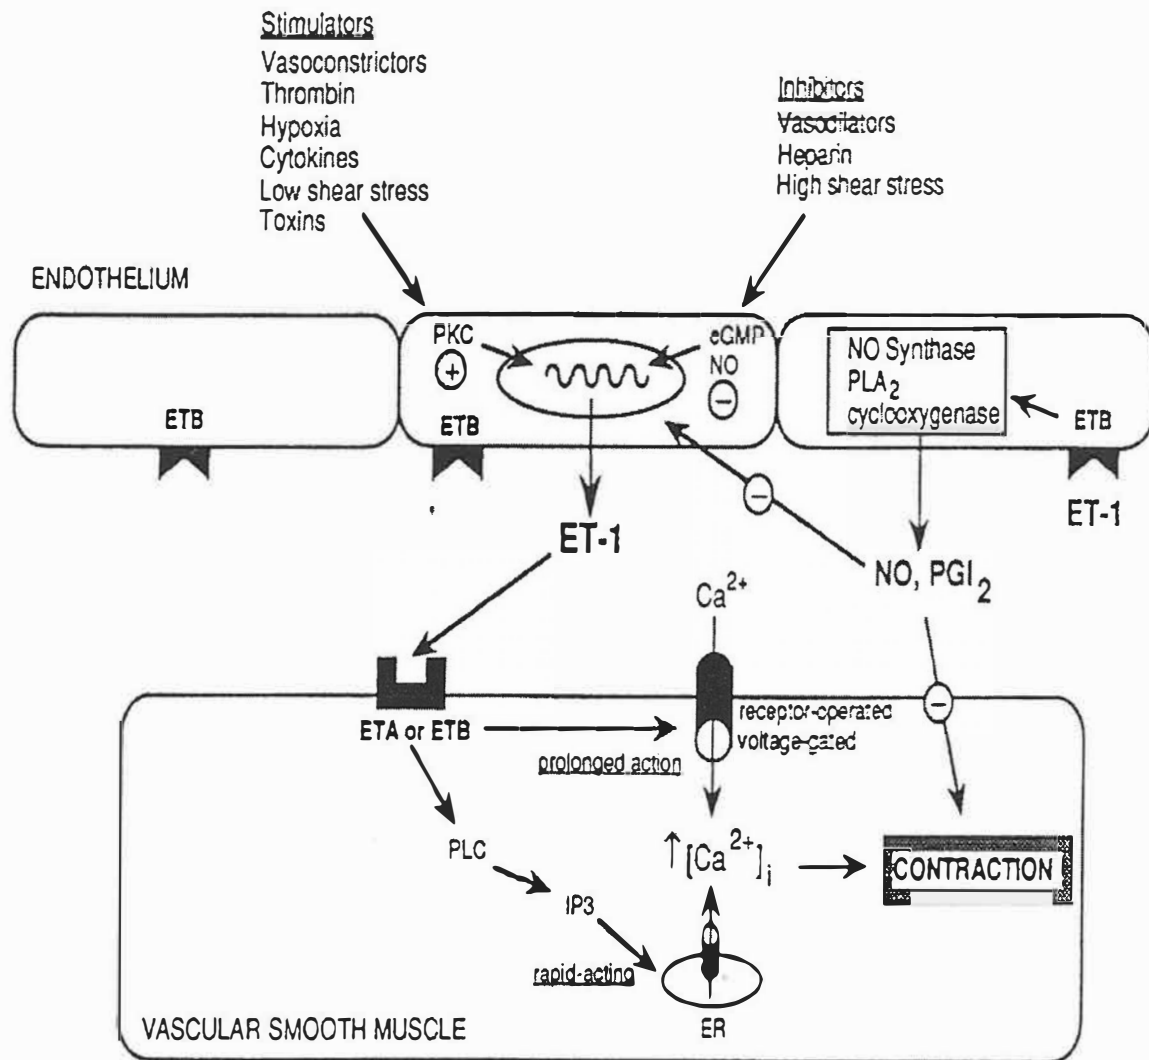 Stimulators
Vasoconstrictors
Thrombin
Hypoxia
Cytokines
Low shear stress
Toxins
Inhibitors
Vasocilators
Heparin
High shear stress
ENDOTHELIUM
PKC
+
cGMP
NO
−
NO Synthase
PLA2
cyclooxygenase
ETB
ETB
ETB
ET-1
ET-1
−
NO, PGI2
Ca2+
−
ETA or ETB
receptor-operated
voltage-gated
prolonged action
PLC
↑[Ca2+]i
CONTRACTION
IP3
rapid-acting
ER
VASCULAR SMOOTH MUSCLE